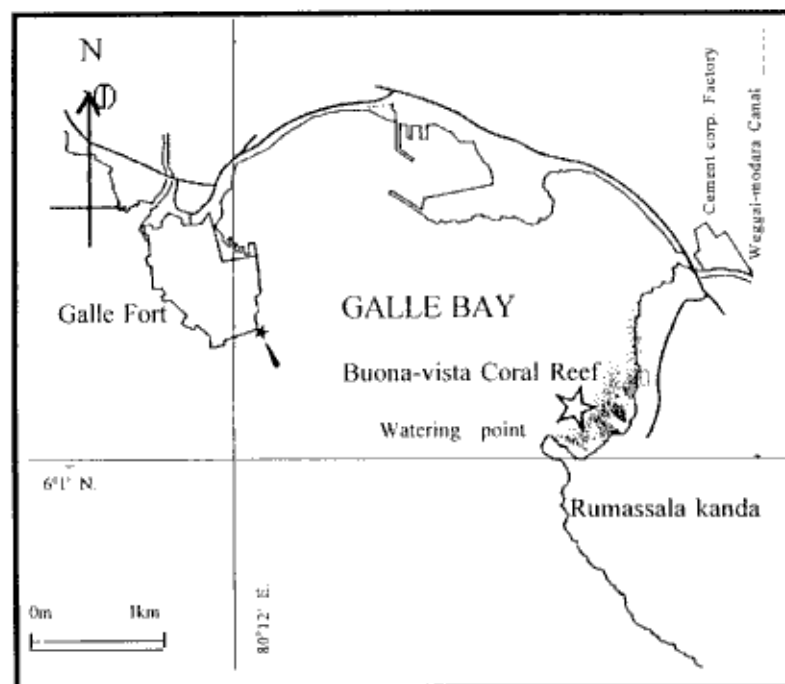 N
Cement corp. Factory
Weggai-modara Canal
Galle Fort
GALLE BAY
Buona-vista Coral Reef
Watering point
6°1' N.
Rumassala kanda
80°12' E.
0m 1km